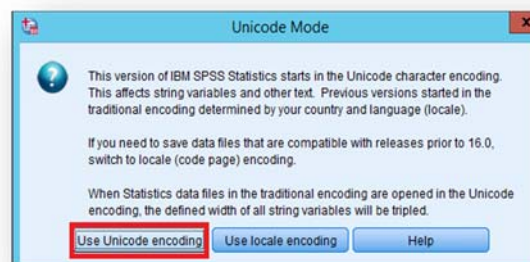 Unicode Mode
x
This version of IBM SPSS Statistics starts in the Unicode character encoding.
This affects string variables and other text. Previous versions started in the
traditional encoding determined by your country and language (locale).
If you need to save data files that are compatible with releases prior to 16.0,
switch to locale (code page) encoding.
When Statistics data files in the traditional encoding are opened in the Unicode
encoding, the defined width of all string variables will be tripled.
Use Unicode encoding Use locale encoding Help